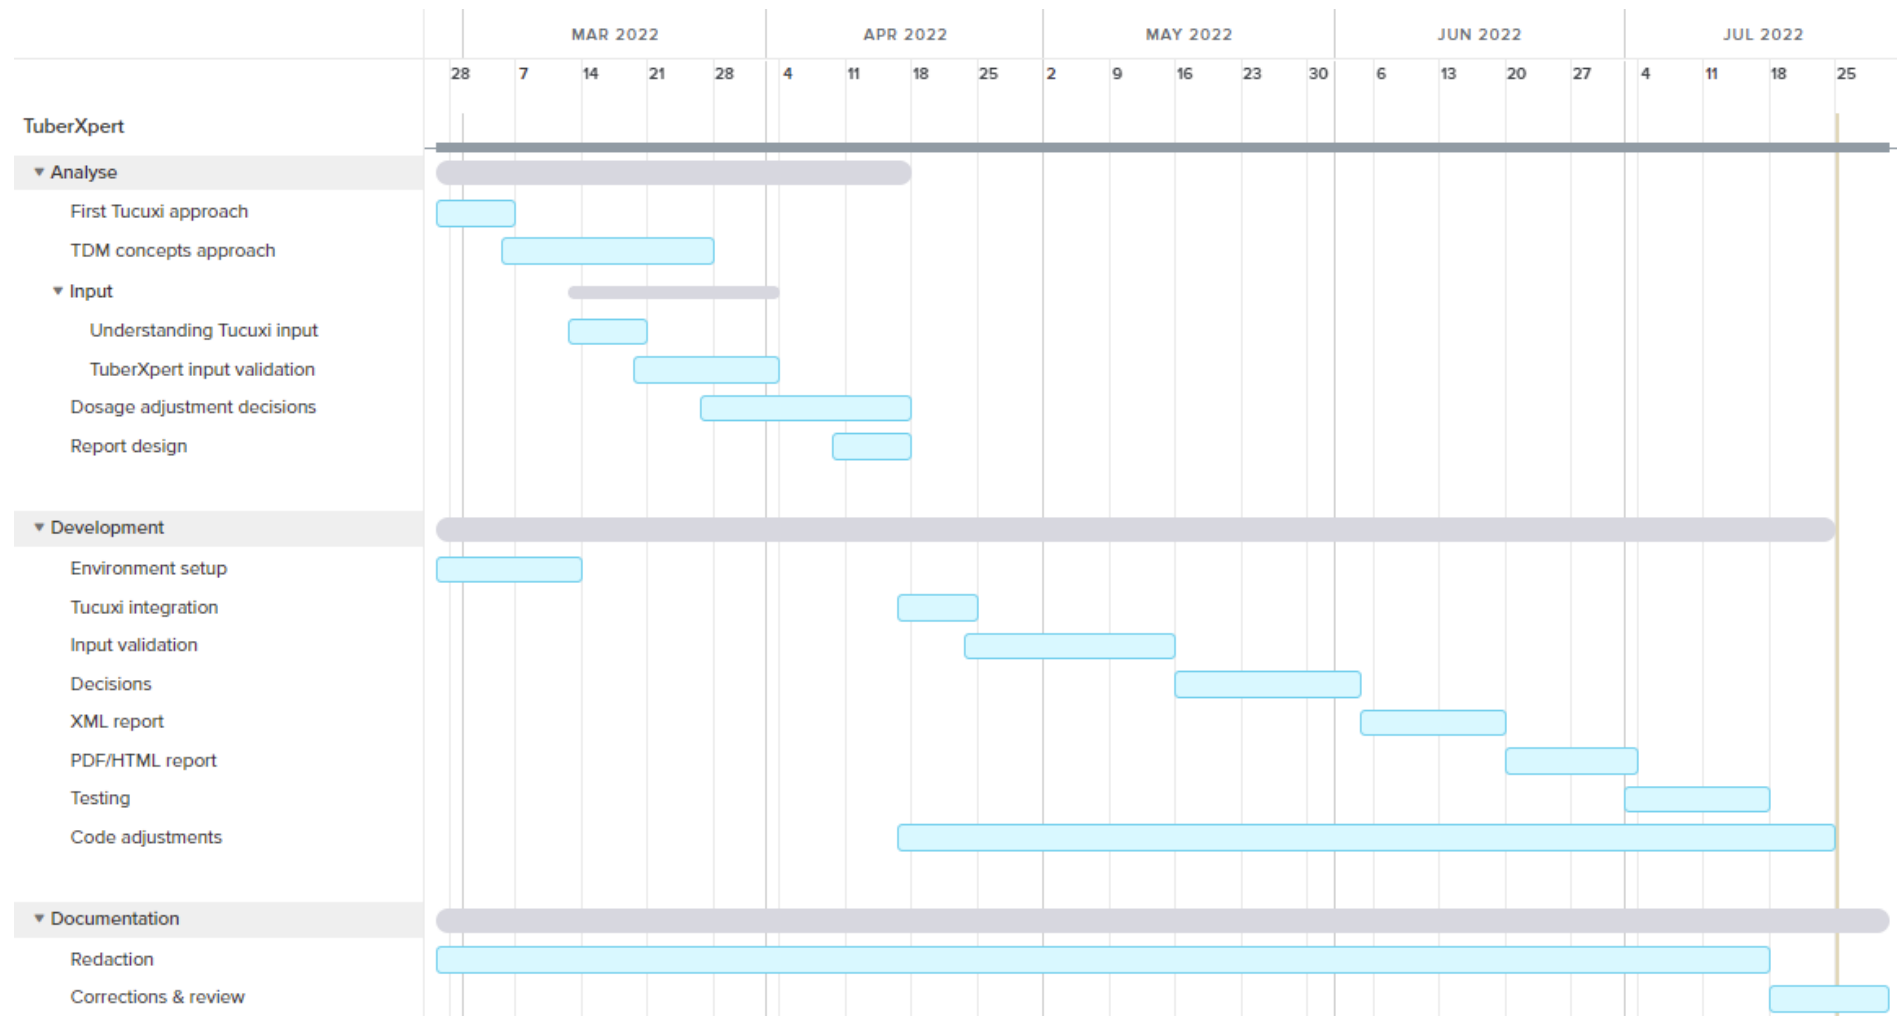 MAR 2022 APR 2022 MAY 2022 JUN 2022 JUL 2022
28 7 14 21 28 4 11 18 25 2 9 16 23 30 6 13 20 27 4 11 18 25
TuberXpert
Analyse
First Tucuxi approach
TDM concepts approach
Input
Understanding Tucuxi input
TuberXpert input validation
Dosage adjustment decisions
Report design
Development
Environment setup
Tucuxi integration
Input validation
Decisions
XML report
PDF/HTML report
Testing
Code adjustments
Documentation
Redaction
Corrections & review